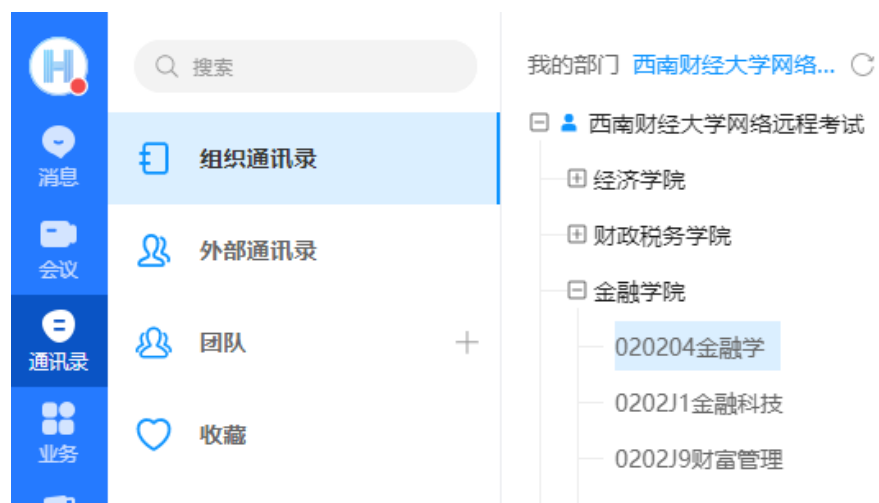 搜索
消息
会议
通讯录
业务
组织通讯录
外部通讯录
团队
收藏
我的部门 西南财经大学网络...
西南财经大学网络远程考试
经济学院
财政税务学院
金融学院
020204金融学
0202J1金融科技
0202J9财富管理